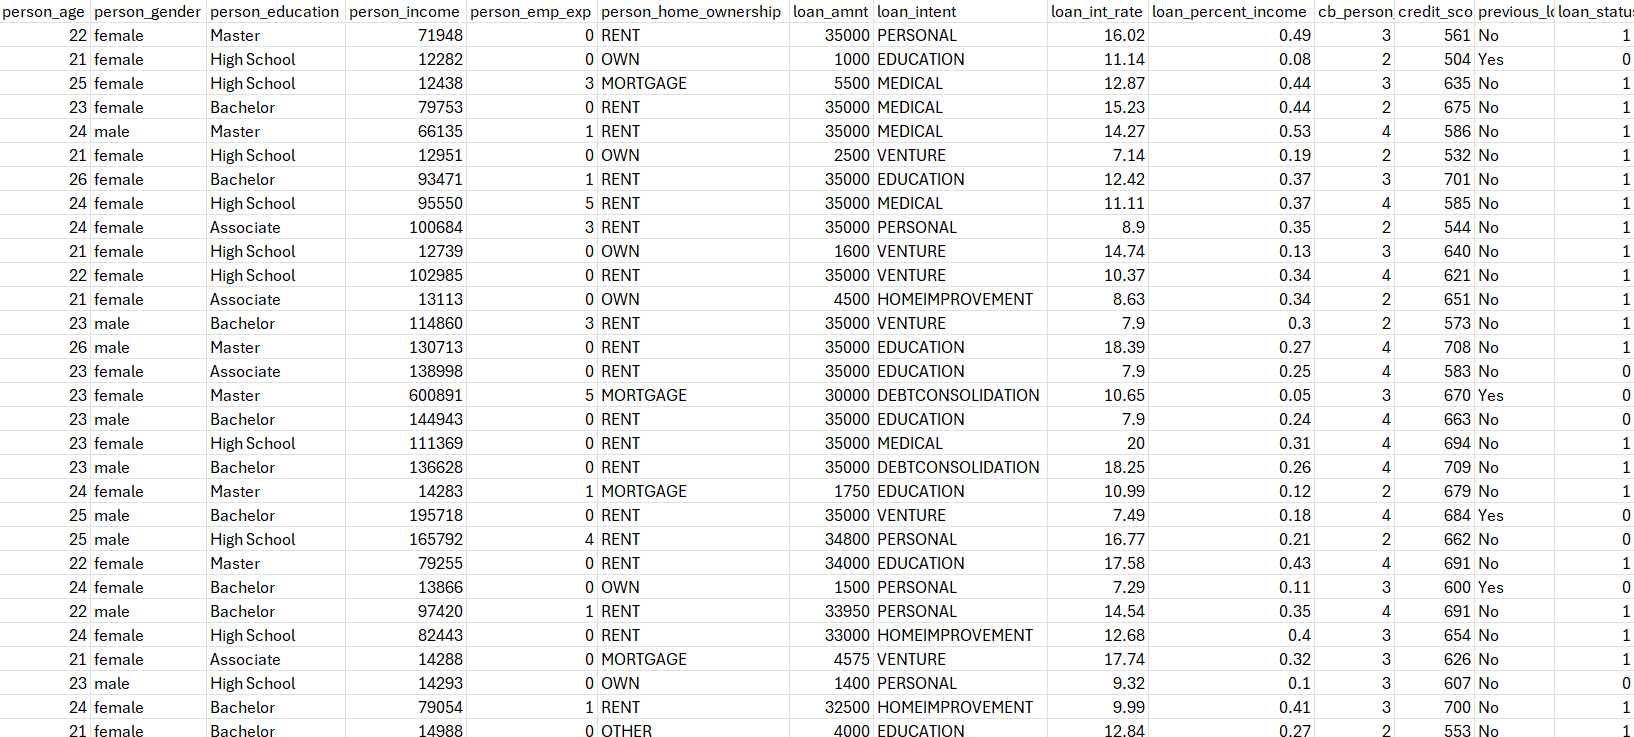 person_age person_gender person_education person_income person_emp_exp person_home_ownership loan_amnt loan_intent loan_int_rate loan_percent_income cb_person credit_sco previous_lo loan_statu
22 female Master 71948 0 RENT 35000 PERSONAL 16.02 0.49 3 561 No 1
21 female High School 12282 0 OWN 1000 EDUCATION 11.14 0.08 2 504 Yes 0
25 female High School 12438 3 MORTGAGE 5500 MEDICAL 12.87 0.44 3 635 No 1
23 female Bachelor 79753 0 RENT 35000 MEDICAL 15.23 0.44 2 675 No 1
24 male Master 66135 1 RENT 35000 MEDICAL 14.27 0.53 4 586 No 1
21 female High School 12951 0 OWN 2500 VENTURE 7.14 0.19 2 532 No 1
26 female Bachelor 93471 1 RENT 35000 EDUCATION 12.42 0.37 3 701 No 1
24 female High School 95550 5 RENT 35000 MEDICAL 11.11 0.37 4 585 No 1
24 female Associate 100684 3 RENT 35000 PERSONAL 8.9 0.35 2 544 No 1
21 female High School 12739 0 OWN 1600 VENTURE 14.74 0.13 3 640 No 1
22 female High School 102985 0 RENT 35000 VENTURE 10.37 0.34 4 621 No 1
21 female Associate 13113 0 OWN 4500 HOMEIMPROVEMENT 8.63 0.34 2 651 No 1
23 male Bachelor 114860 3 RENT 35000 VENTURE 7.9 0.3 2 573 No 1
26 male Master 130713 0 RENT 35000 EDUCATION 18.39 0.27 4 708 No 1
23 female Associate 138998 0 RENT 35000 EDUCATION 7.9 0.25 4 583 No 0
23 female Master 600891 5 MORTGAGE 30000 DEBTCONSOLIDATION 10.65 0.05 3 670 Yes 0
23 male Bachelor 144943 0 RENT 35000 EDUCATION 7.9 0.24 4 663 No 0
23 female High School 111369 0 RENT 35000 MEDICAL 20 0.31 4 694 No 1
23 male Bachelor 136628 0 RENT 35000 DEBTCONSOLIDATION 18.25 0.26 4 709 No 1
24 female Master 14283 1 MORTGAGE 1750 EDUCATION 10.99 0.12 2 679 No 1
25 male Bachelor 195718 0 RENT 35000 VENTURE 7.49 0.18 4 684 Yes 0
25 male High School 165792 4 RENT 34800 PERSONAL 16.77 0.21 2 662 No 0
22 female Master 79255 0 RENT 34000 EDUCATION 17.58 0.43 4 691 No 1
24 female Bachelor 13866 0 OWN 1500 PERSONAL 7.29 0.11 3 600 Yes 0
22 male Bachelor 97420 1 RENT 33950 PERSONAL 14.54 0.35 4 691 No 1
24 female High School 82443 0 RENT 33000 HOMEIMPROVEMENT 12.68 0.4 3 654 No 1
21 female Associate 14288 0 MORTGAGE 4575 VENTURE 17.74 0.32 3 626 No 1
23 male High School 14293 0 OWN 1400 PERSONAL 9.32 0.1 3 607 No 0
24 female Bachelor 79054 1 RENT 32500 HOMEIMPROVEMENT 9.99 0.41 3 700 No 1
21 female Bachelor 14988 0 OTHER 4000 EDUCATION 12.84 0.27 2 553 No 1